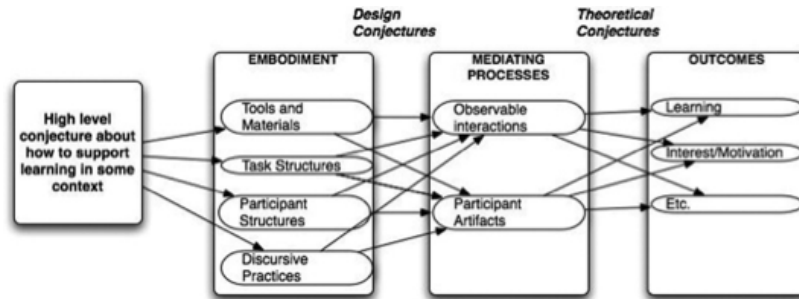 Design
Conjectures
Theoretical
Conjectures
High level
conjecture about
how to support
learning in some
context
EMBODIMENT
Tools and
Materials
Task Structures
Participant
Structures
Discursive
Practices
MEDIATING
PROCESSES
Observable
interactions
Participant
Artifacts
OUTCOMES
Learning
Interest/Motivation
Etc.